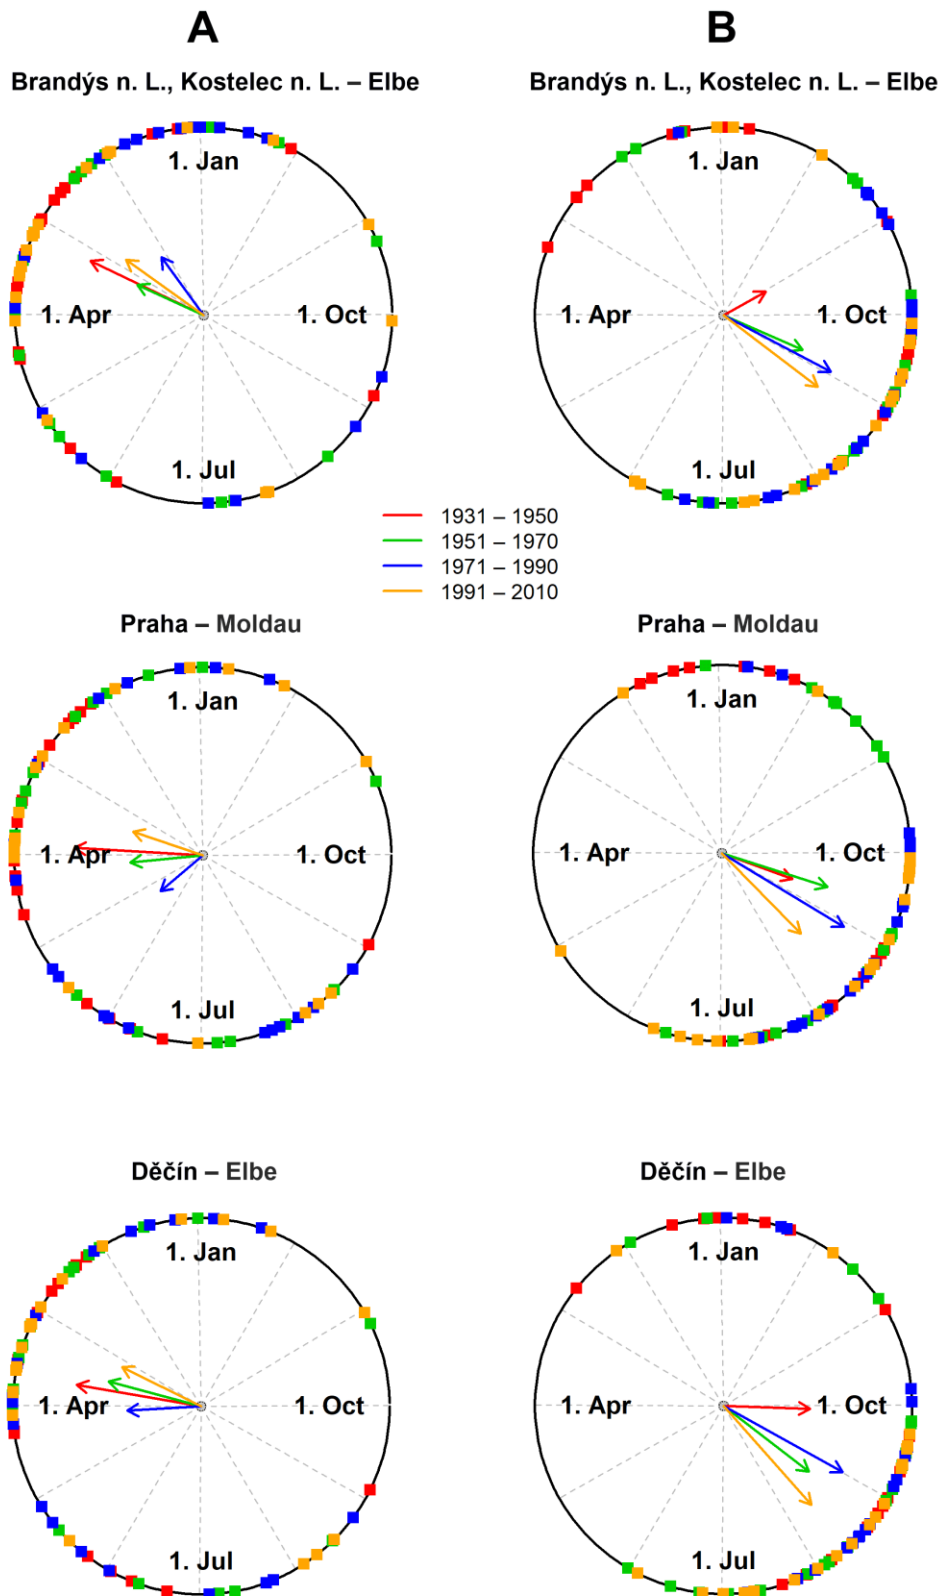 A B
Brandýs n. L., Kostelec n. L. – Elbe Brandýs n. L., Kostelec n. L. – Elbe
1. Jan 1. Jan
1. Apr 1. Oct 1. Apr 1. Oct
1. Jul 1. Jul
1931 – 1950
1951 – 1970
1971 – 1990
1991 – 2010
Praha – Moldau Praha – Moldau
1. Jan 1. Jan
1. Apr 1. Oct 1. Apr 1. Oct
1. Jul 1. Jul
Děčín – Elbe Děčín – Elbe
1. Jan 1. Jan
1. Apr 1. Oct 1. Apr 1. Oct
1. Jul 1. Jul